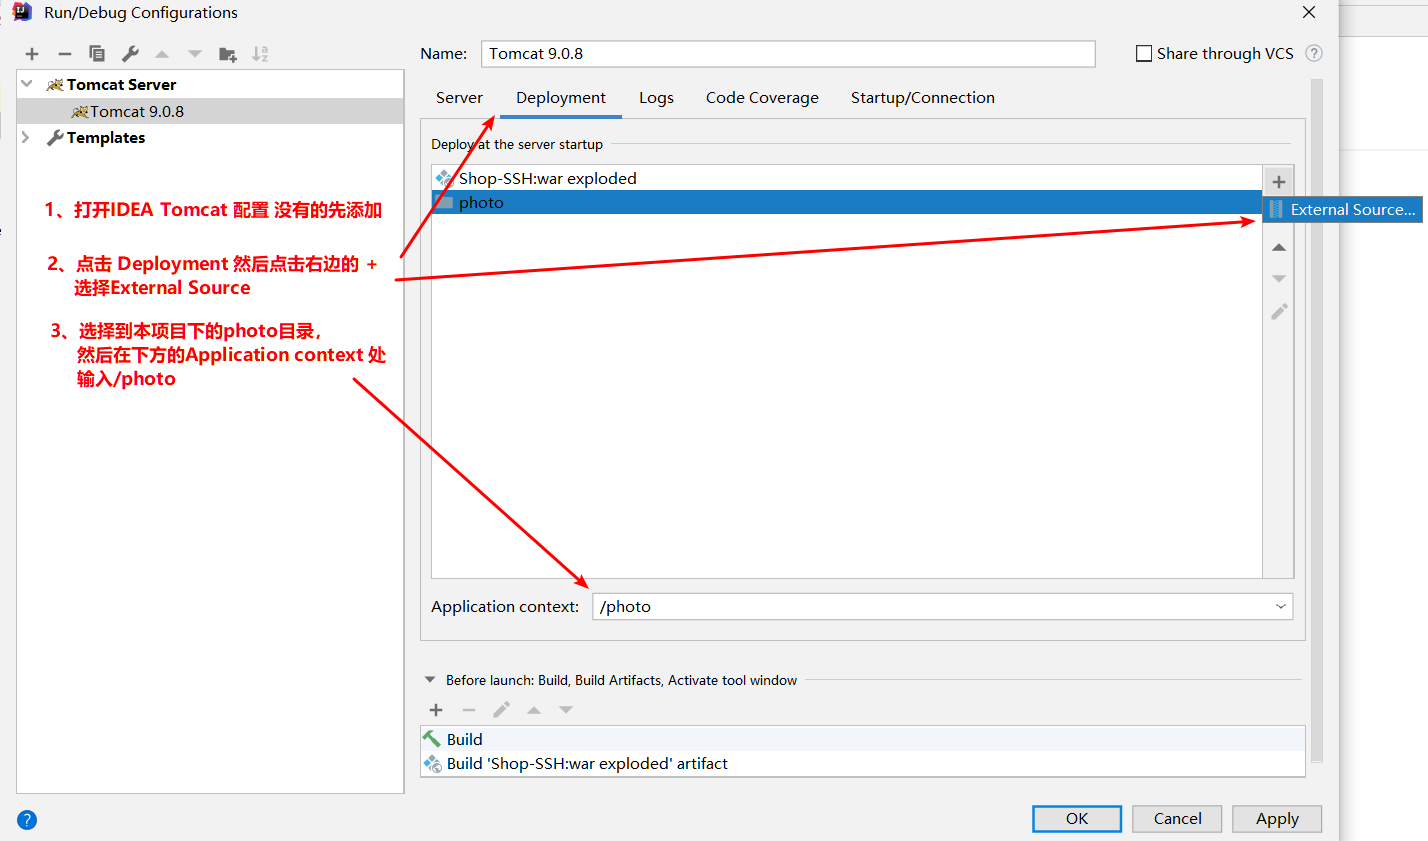 Run/Debug Configurations
Name: Tomcat 9.0.8
Share through VCS ?
Tomcat Server
Tomcat 9.0.8
Templates
Server Deployment Logs Code Coverage Startup/Connection
Deploy at the server startup
Shop-SSH:war exploded
photo
External Source...
1、打开IDEA Tomcat 配置 没有的先添加
2、点击 Deployment 然后点击右边的 +
选择External Source
3、选择到本项目下的photo目录，
然后在下方的Application context 处
输入/photo
Application context: /photo
Before launch: Build, Build Artifacts, Activate tool window
Build
Build 'Shop-SSH:war exploded' artifact
?
OK Cancel Apply